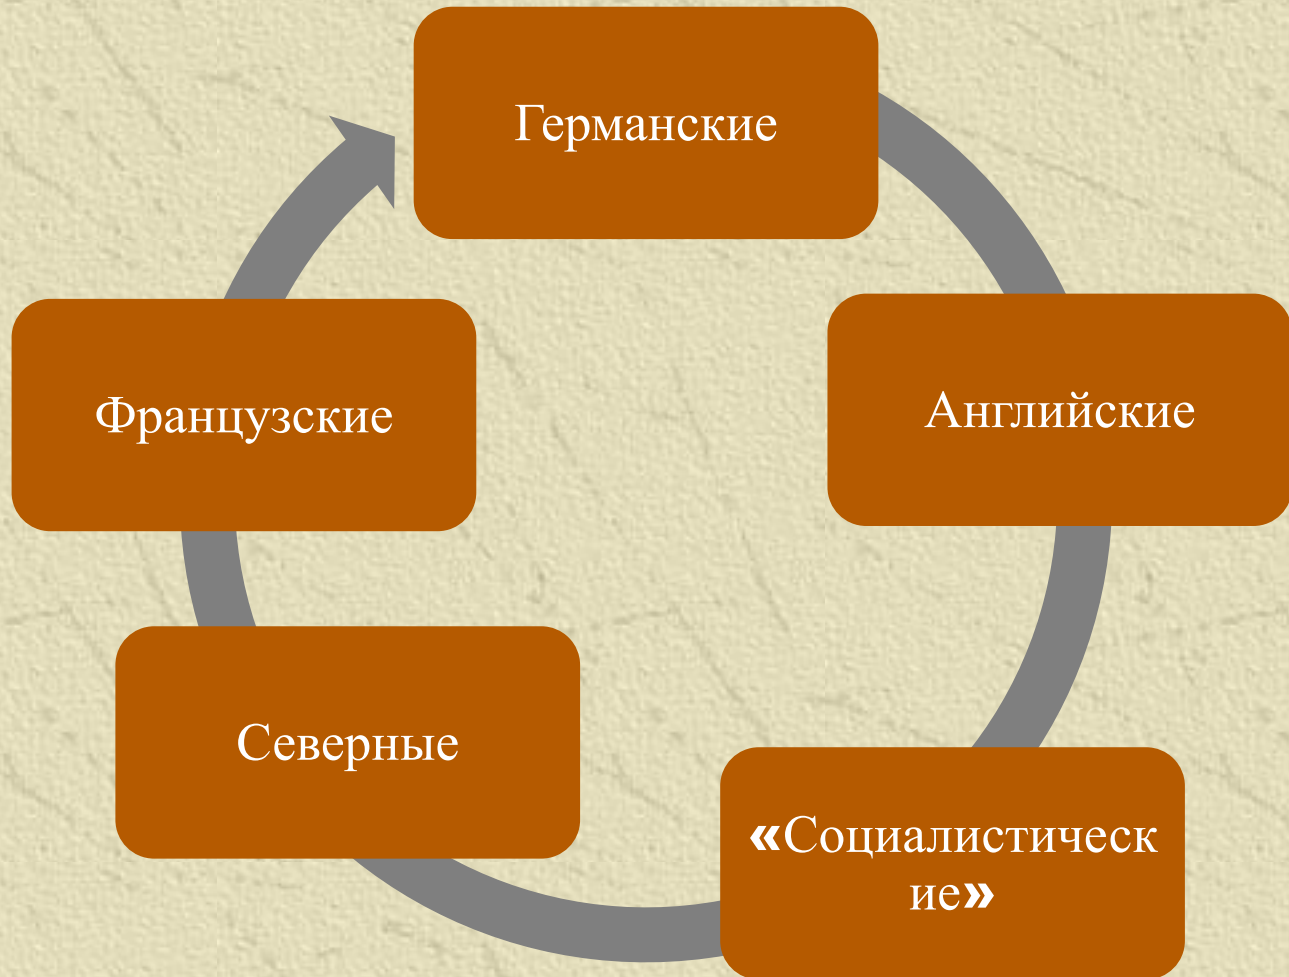 Германские
Английские
«Социалистическ
ие»
Северные
Французские